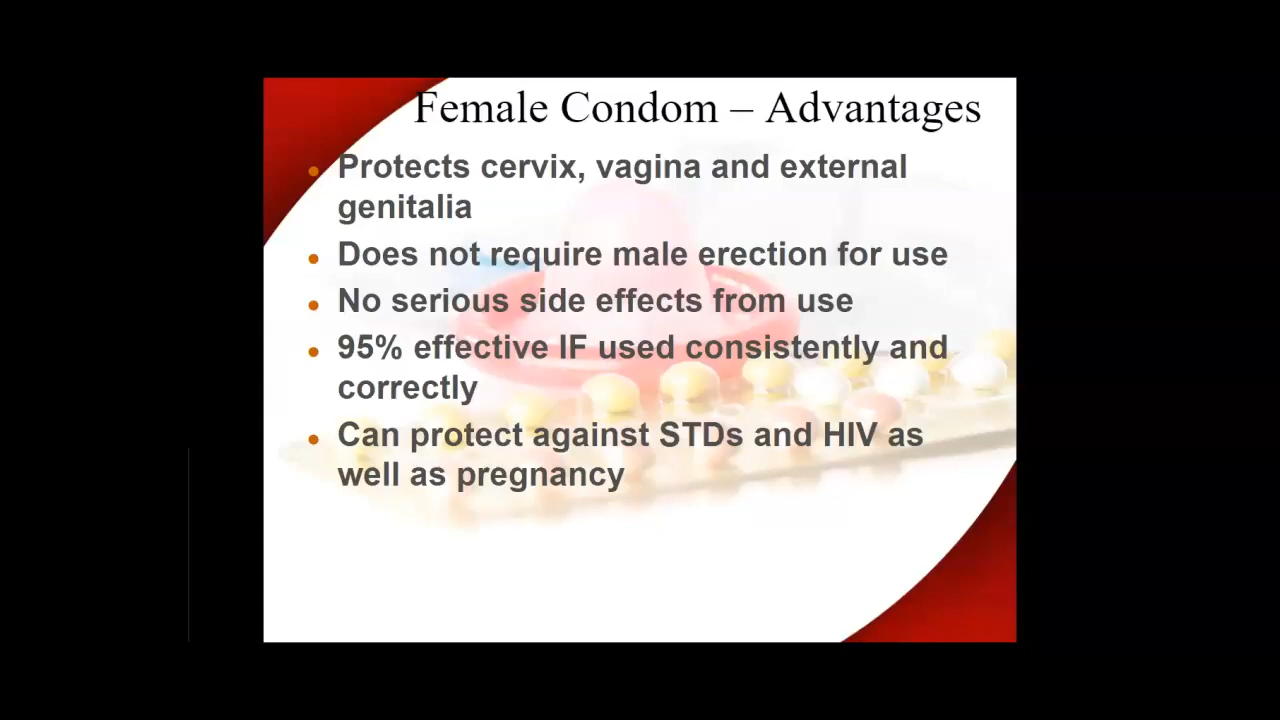 Female Condom – Advantages
• Protects cervix, vagina and external
genitalia
• Does not require male erection for use
• No serious side effects from use
• 95% effective IF used consistently and
correctly
• Can protect against STDs and HIV as
well as pregnancy